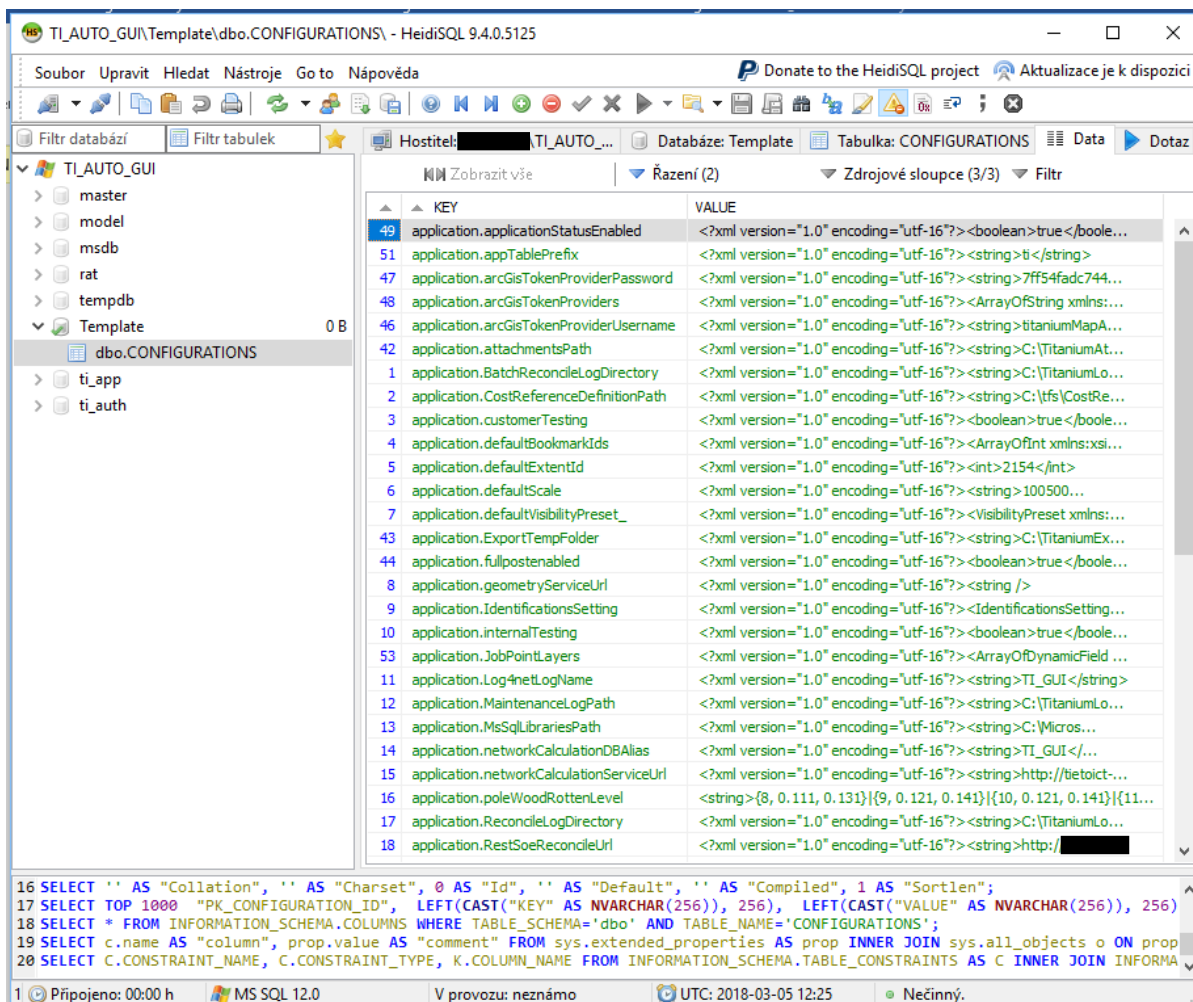 TI_AUTO_GUI\Template\dbo.CONFIGURATIONS\ - HeidiSQL 9.4.0.5125
Soubor Upravit Hledat Nástroje Go to Nápověda Donate to the HeidiSQL project Aktualizace je k dispozici
Filtr databází Filtr tabulek Hostitel: \TI_AUTO_... Databáze: Template Tabulka: CONFIGURATIONS Data Dotaz
TI_AUTO_GUI
master
model
msdb
rat
tempdb
Template 0 B
dbo.CONFIGURATIONS
ti_app
ti_auth
Zobrazit vše Řazení (2) Zdrojové sloupce (3/3) Filtr
KEY VALUE
49 application.applicationStatusEnabled <?xml version="1.0" encoding="utf-16"?><boolean>true</boole...
51 application.appTablePrefix <?xml version="1.0" encoding="utf-16"?><string>ti</string>
47 application.arcGisTokenProviderPassword <?xml version="1.0" encoding="utf-16"?><string>7ff54fadc744...
48 application.arcGisTokenProviders <?xml version="1.0" encoding="utf-16"?><ArrayOfString xmlns:...
46 application.arcGisTokenProviderUsername <?xml version="1.0" encoding="utf-16"?><string>titaniumMapA...
42 application.attachmentsPath <?xml version="1.0" encoding="utf-16"?><string>C:\TitaniumAt...
1 application.BatchReconcileLogDirectory <?xml version="1.0" encoding="utf-16"?><string>C:\TitaniumLo...
2 application.CostReferenceDefinitionPath <?xml version="1.0" encoding="utf-16"?><string>C:\tfs\CostRe...
3 application.customerTesting <?xml version="1.0" encoding="utf-16"?><boolean>true</boole...
4 application.defaultBookmarkIds <?xml version="1.0" encoding="utf-16"?><ArrayOfInt xmlns:xsi...
5 application.defaultExtentId <?xml version="1.0" encoding="utf-16"?><int>2154</int>
6 application.defaultScale <?xml version="1.0" encoding="utf-16"?><string>100500...
7 application.defaultVisibilityPreset_ <?xml version="1.0" encoding="utf-16"?><VisibilityPreset xmlns:...
43 application.ExportTempFolder <?xml version="1.0" encoding="utf-16"?><string>C:\TitaniumEx...
44 application.fullpostenabled <?xml version="1.0" encoding="utf-16"?><boolean>true</boole...
8 application.geometryServiceUrl <?xml version="1.0" encoding="utf-16"?><string />
9 application.IdentificationsSetting <?xml version="1.0" encoding="utf-16"?><IdentificationsSetting...
10 application.internalTesting <?xml version="1.0" encoding="utf-16"?><boolean>true</boole...
53 application.JobPointLayers <?xml version="1.0" encoding="utf-16"?><ArrayOfDynamicField ...
11 application.Log4netLogName <?xml version="1.0" encoding="utf-16"?><string>TI_GUI</string>
12 application.MaintenanceLogPath <?xml version="1.0" encoding="utf-16"?><string>C:\TitaniumLo...
13 application.MsSqlLibrariesPath <?xml version="1.0" encoding="utf-16"?><string>C:\Micros...
14 application.networkCalculationDBAlias <?xml version="1.0" encoding="utf-16"?><string>TI_GUI</...
15 application.networkCalculationServiceUrl <?xml version="1.0" encoding="utf-16"?><string>http://tietoict-...
16 application.poleWoodRottenLevel <string>{8, 0.111, 0.131}|{9, 0.121, 0.141}|{10, 0.121, 0.141}|{11...
17 application.ReconcileLogDirectory <?xml version="1.0" encoding="utf-16"?><string>C:\TitaniumLo...
18 application.RestSoeReconcileUrl <?xml version="1.0" encoding="utf-16"?><string>http:/
16 SELECT '' AS "Collation", '' AS "Charset", 0 AS "Id", '' AS "Default", '' AS "Compiled", 1 AS "Sortlen";
17 SELECT TOP 1000 "PK_CONFIGURATION_ID", LEFT(CAST("KEY" AS NVARCHAR(256)), 256), LEFT(CAST("VALUE" AS NVARCHAR(256)), 256)
18 SELECT * FROM INFORMATION_SCHEMA.COLUMNS WHERE TABLE_SCHEMA='dbo' AND TABLE_NAME='CONFIGURATIONS';
19 SELECT c.name AS "column", prop.value AS "comment" FROM sys.extended_properties AS prop INNER JOIN sys.all_objects o ON prop
20 SELECT C.CONSTRAINT_NAME, C.CONSTRAINT_TYPE, K.COLUMN_NAME FROM INFORMATION_SCHEMA.TABLE_CONSTRAINTS AS C INNER JOIN INFORMA
1 Připojeno: 00:00 h MS SQL 12.0 V provozu: neznámo UTC: 2018-03-05 12:25 Nečinný.